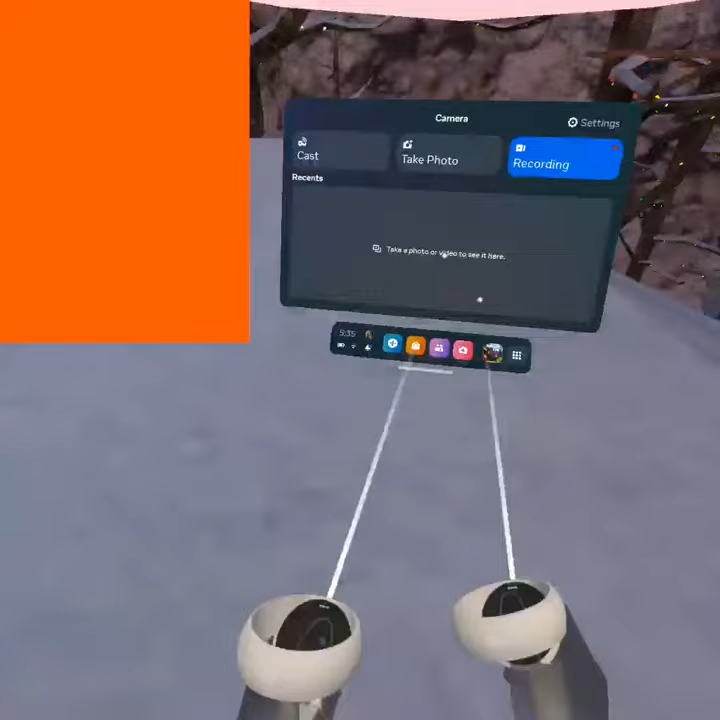 Camera
Settings
Cast
Take Photo
Recording
Recents
Take a photo or video to see it here.
5:35